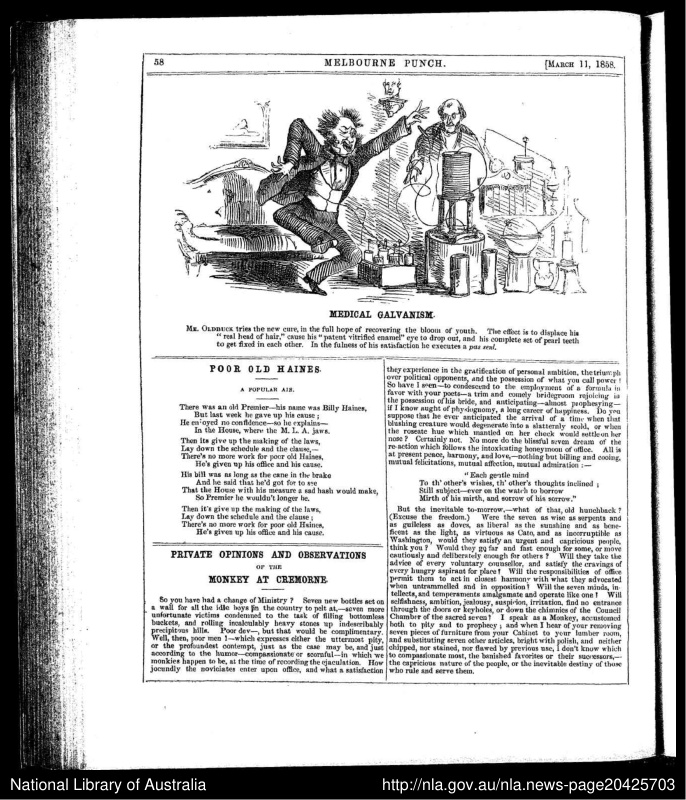 58
MELBOURNE PUNCH.
[MARCH 11, 1858.
MEDICAL GALVANISM.
MR. OLDBUCK tries the new cure, in the full hope of recovering the bloom of youth. The effect is to displace his
"real head of hair," cause his "patent vitrified enamel" eye to drop out, and his complete set of pearl teeth
to get fixed in each other. In the fulness of his satisfaction he executes a pas seul.
POOR OLD HAINES.
A POPULAR AIR.
There was an old Premier—his name was Billy Haines,
But last week he gave up his cause;
He enjoyed no confidence—so he explains—
In the House, where the M. L. A. jaws.
Then its give up the making of the laws,
Lay down the schedule and the clause,—
There's no more work for poor old Haines,
He's given up his office and his cause.
His bill was as long as the cane in the brake
And he said that he'd got for to see
That the House with his measure a sad hash would make,
So Premier he wouldn't longer be.
Then it's give up the making of the laws,
Lay down the schedule and the clause;
There's no more work for poor old Haines,
He's given up his office and his cause.
PRIVATE OPINIONS AND OBSERVATIONS
OF THE
MONKEY AT CREMORNE.
So you have had a change of Ministry? Seven new bottles set on
a wall for all the idle boys in the country to pelt at,—seven more
unfortunate victims condemned to the task of filling bottomless
buckets, and rolling incalculably heavy stones up indescribably
precipitous hills. Poor dev—, but that would be complimentary.
Well, then, poor men!—which expresses either the uttermost pity,
or the profoundest contempt, just as the case may be, and just
according to the humor—compassionate or scornful—in which we
monkies happen to be, at the time of recording the ejaculation. How
jocundly the noviciates enter upon office, and what a satisfaction
they experience in the gratification of personal ambition, the triumph
over political opponents, and the possession of what you call power!
So have I seen—to condescend to the employment of a formula in
favor with your poets—a trim and comely bridegroom rejoicing in
the possession of his bride, and anticipating—almost prophesying—
if I know aught of physiognomy, a long career of happiness. Do you
suppose that he ever anticipated the arrival of a time when that
blushing creature would degenerate into a slatternly scold, or when
the roseate hue which mantled on her cheek would settle on her
nose? Certainly not. No more do the blissful seven dream of the
re-action which follows the intoxicating honeymoon of office. All is
at present peace, harmony, and love,—nothing but billing and cooing,
mutual felicitations, mutual affection, mutual admiration:—
"Each gentle mind
To th' other's wishes, th' other's thoughts inclined;
Still subject—ever on the watch to borrow
Mirth of his mirth, and sorrow of his sorrow."
But the inevitable to-morrow,—what of that, old hunchback?
(Excuse the freedom.) Were the seven as wise as serpents and
as guileless as doves, as liberal as the sunshine and as bene-
ficent as the light, as virtuous as Cato, and as incorruptible as
Washington, would they satisfy an urgent and capricious people,
think you? Would they go far and fast enough for some, or move
cautiously and deliberately enough for others? Will they take the
advice of every voluntary counsellor, and satisfy the cravings of
every hungry aspirant for place? Will the responsibilities of office
permit them to act in closest harmony with what they advocated
when untrammelled and in opposition? Will the seven minds, in-
tellects, and temperaments amalgamate and operate like one? Will
selfishness, ambition, jealousy, suspicion, irritation, find no entrance
through the doors or keyholes, or down the chimnies of the Council
Chamber of the sacred seven? I speak as a Monkey, accustomed
both to pity and to prophecy; and when I hear of your removing
seven pieces of furniture from your Cabinet to your lumber room,
and substituting seven other articles, bright with polish, and neither
chipped, nor stained, nor flawed by previous use, I don't know which
to compassionate most, the banished favorites or their successors,—
the capricious nature of the people, or the inevitable destiny of those
who rule and serve them.
National Library of Australia
http://nla.gov.au/nla.news-page20425703